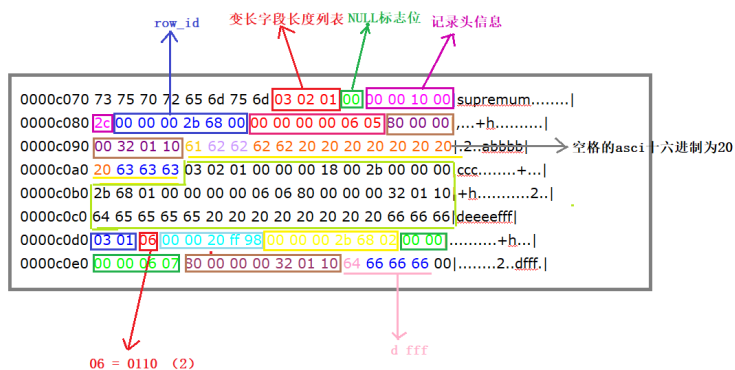 row_id
变长字段长度列表
NULL标志位
记录头信息
0000c070 73 75 70 72 65 6d 75 6d 03 02 01 00 00 00 10 00 supremum........|
0000c080 2c 00 00 00 2b 68 00 00 00 00 00 06 05 80 00 00 ,...+h..........|
0000c090 00 32 01 10 61 62 62 62 62 20 20 20 20 20 20 20 |.2..abbbb|
空格的asci十六进制为20
0000c0a0 20 63 63 63 03 02 01 00 00 00 18 00 2b 00 00 00 ccc........+...|
0000c0b0 2b 68 01 00 00 00 00 06 06 80 00 00 00 32 01 10 +h...........2..|
0000c0c0 64 65 65 65 65 20 20 20 20 20 20 20 20 66 66 66 |deeeefff|
0000c0d0 03 01 06 00 00 20 ff 98 00 00 00 2b 68 02 00 00 ..........+h...|
0000c0e0 00 00 06 07 80 00 00 00 32 01 10 64 66 66 66 00 |........2..dfff.|
d fff
06 = 0110 （2）